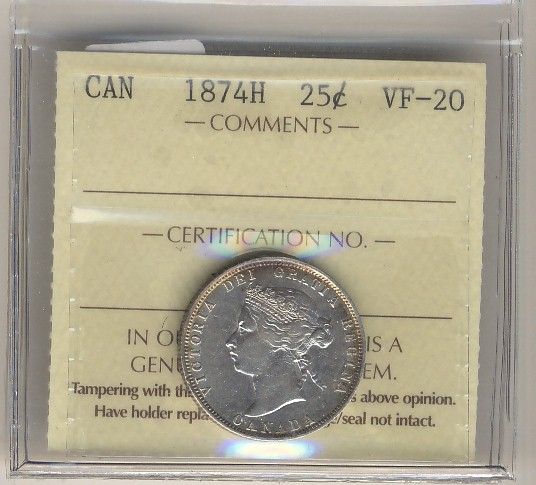 CAN 1874H 25¢ VF-20
— COMMENTS —
— CERTIFICATION NO. —
VICTORIA DEI GRATIA REGINA
CANADA
IN O IS A
GENU EM.
Tampering with th s above opinion.
Have holder repla e/seal not intact.